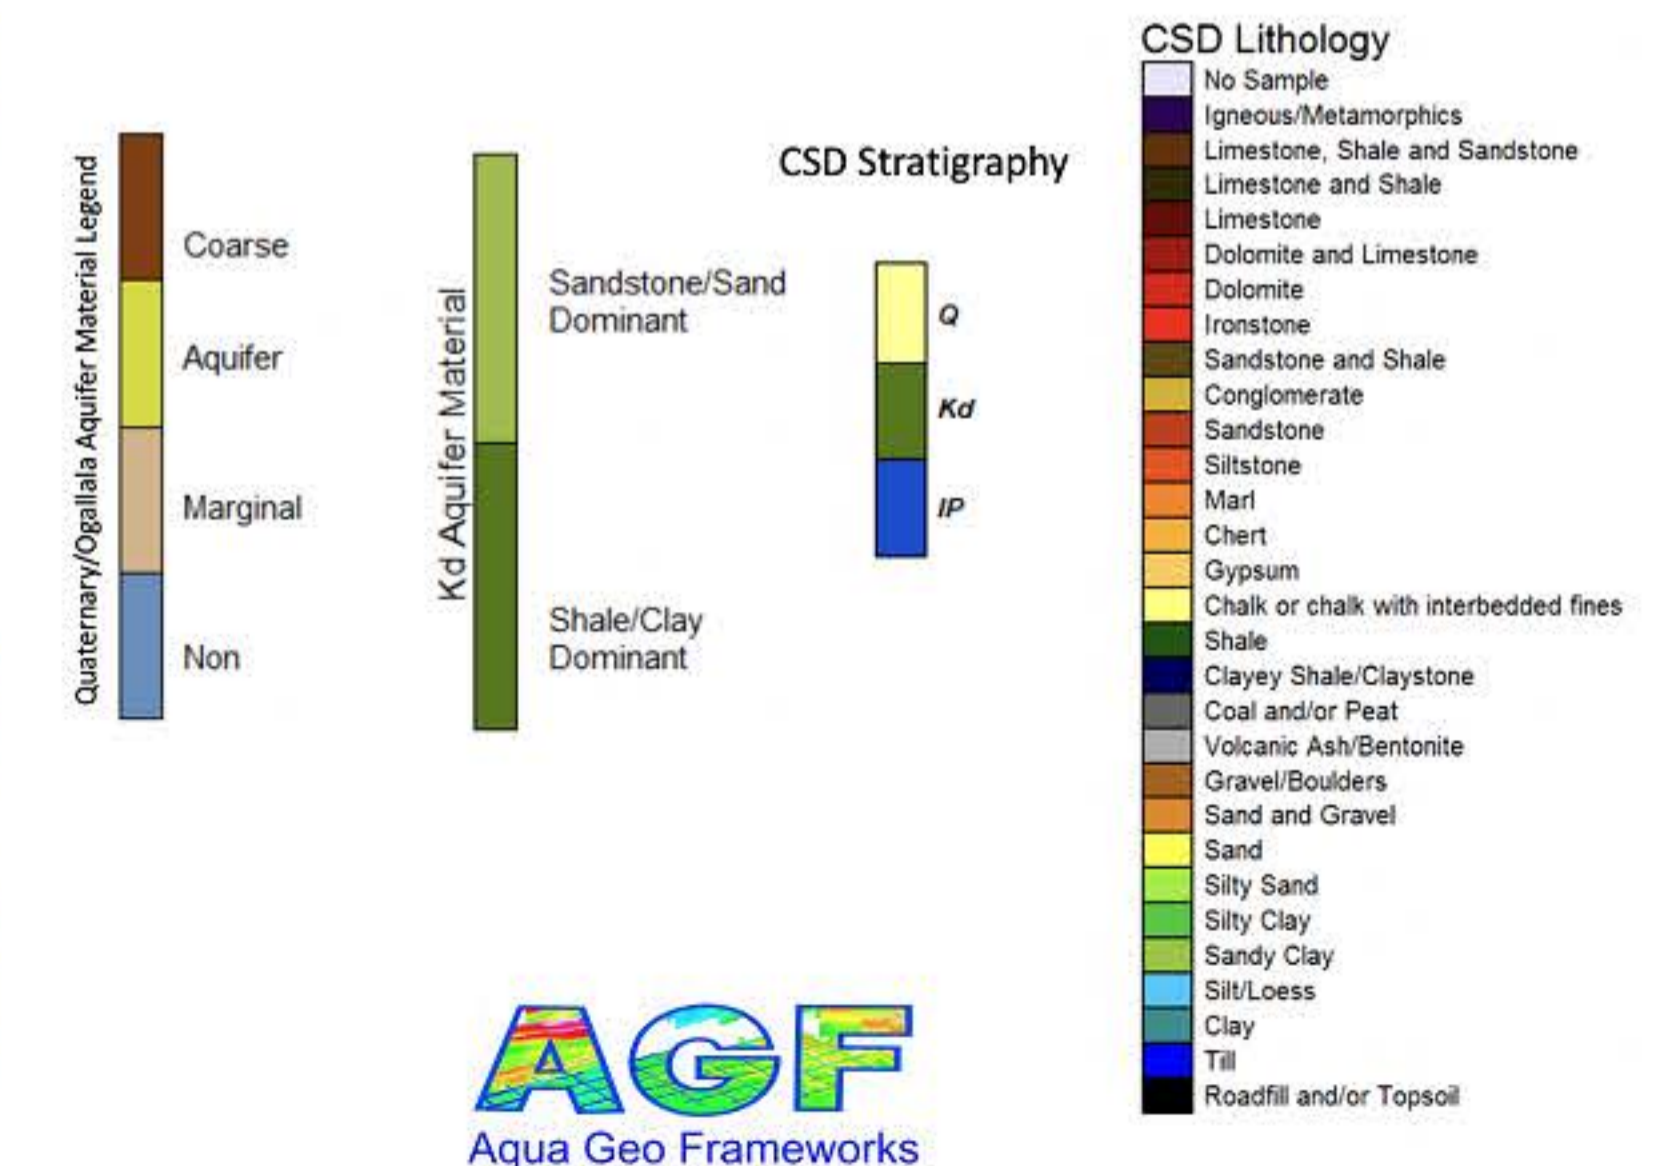 Quaternary/Ogallala Aquifer Material Legend
Coarse
Aquifer
Marginal
Non
Kd Aquifer Material
Sandstone/Sand
Dominant
Shale/Clay
Dominant
CSD Stratigraphy
Q
Kd
IP
CSD Lithology
No Sample
Igneous/Metamorphics
Limestone, Shale and Sandstone
Limestone and Shale
Limestone
Dolomite and Limestone
Dolomite
Ironstone
Sandstone and Shale
Conglomerate
Sandstone
Siltstone
Marl
Chert
Gypsum
Chalk or chalk with interbedded fines
Shale
Clayey Shale/Claystone
Coal and/or Peat
Volcanic Ash/Bentonite
Gravel/Boulders
Sand and Gravel
Sand
Silty Sand
Silty Clay
Sandy Clay
Silt/Loess
Clay
Till
Roadfill and/or Topsoil
AGF
Aqua Geo Frameworks